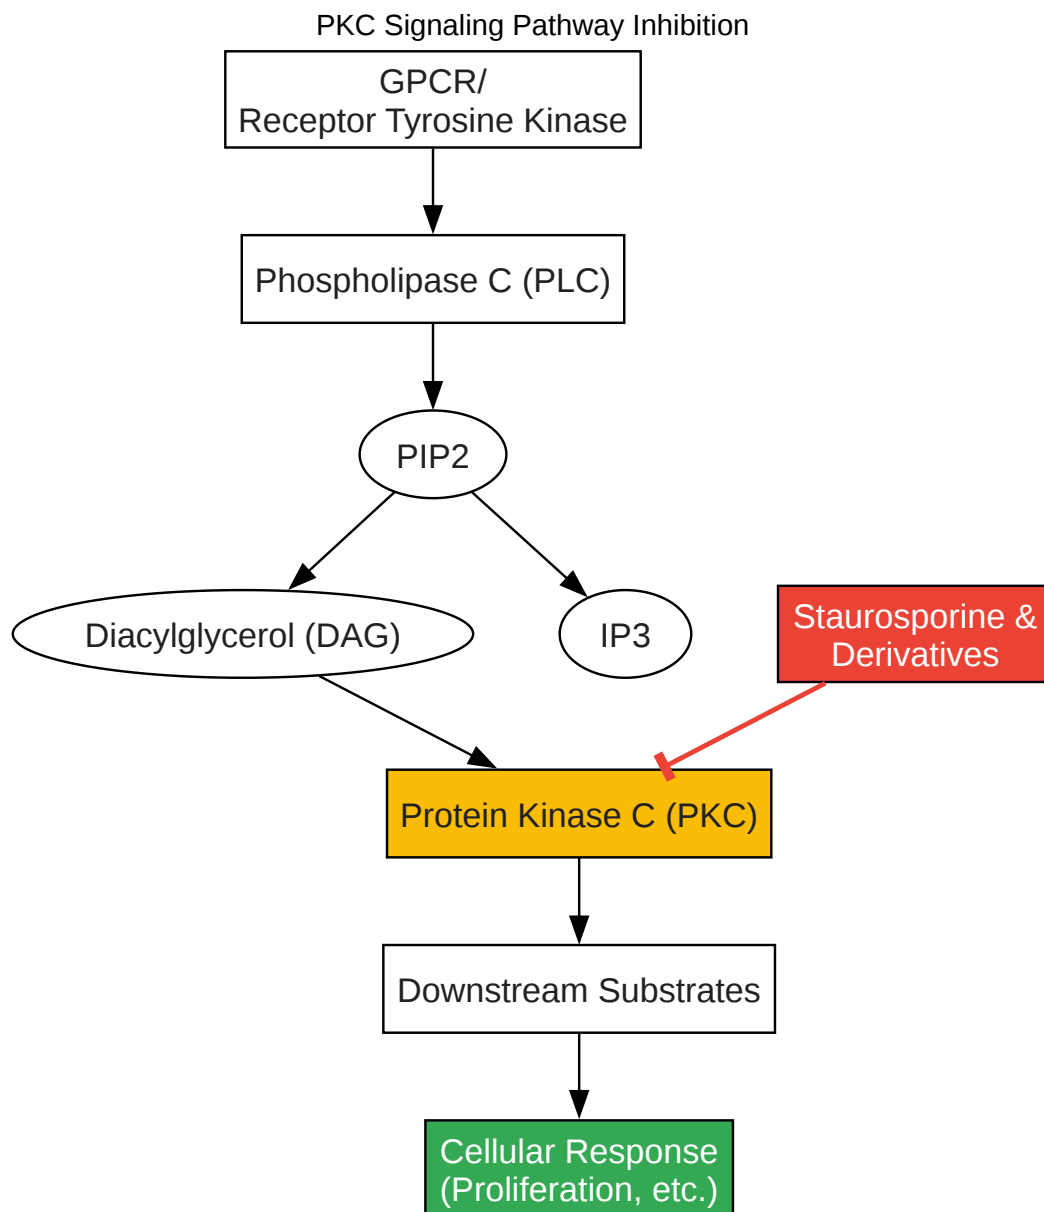 PKC Signaling Pathway Inhibition
GPCR/
Receptor Tyrosine Kinase
Phospholipase C (PLC)
PIP2
Diacylglycerol (DAG)
IP3
Staurosporine &
Derivatives
Protein Kinase C (PKC)
Downstream Substrates
Cellular Response
(Proliferation, etc.)